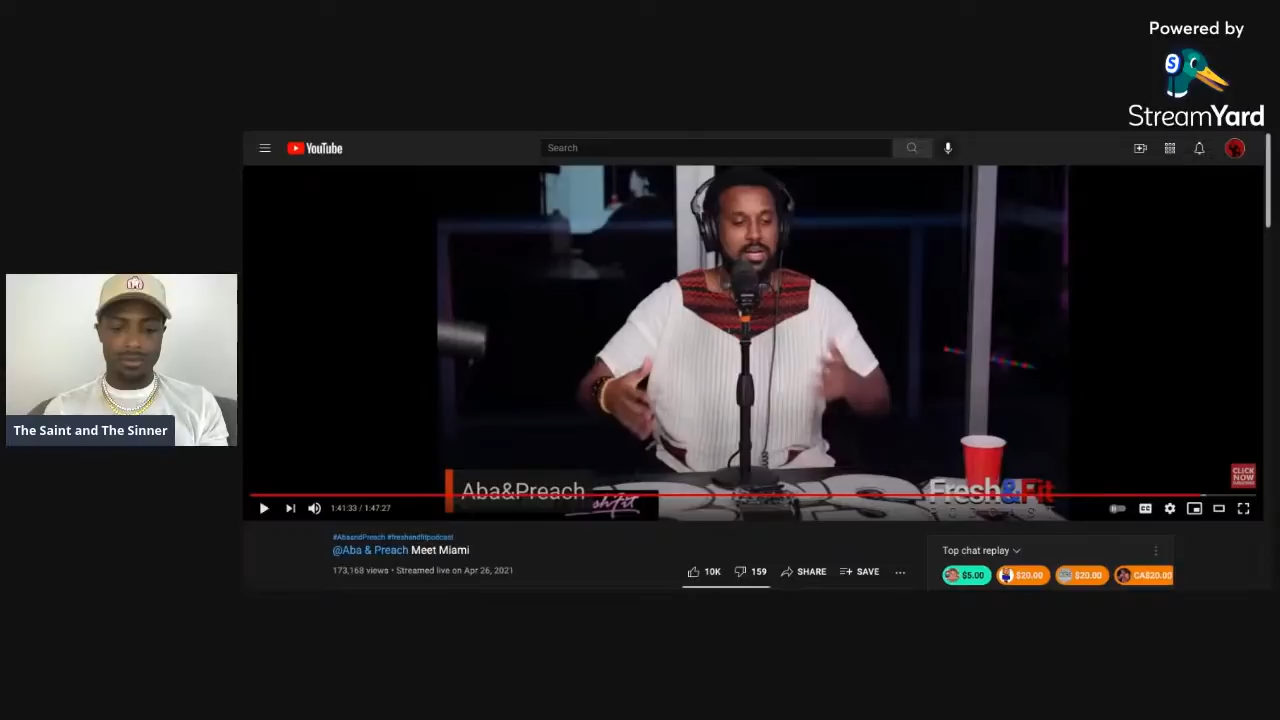 Powered by
StreamYard
YouTube
Search
The Saint and The Sinner
Aba&Preach
Fresh&Fit
CLICK
NOW
1:41:33 / 1:47:27
#AbaandPreach #freshandfitpodcast
@Aba & Preach Meet Miami
173,168 views • Streamed live on Apr 26, 2021
10K
159
SHARE
SAVE
Top chat replay
$5.00
$20.00
$20.00
CA$20.00